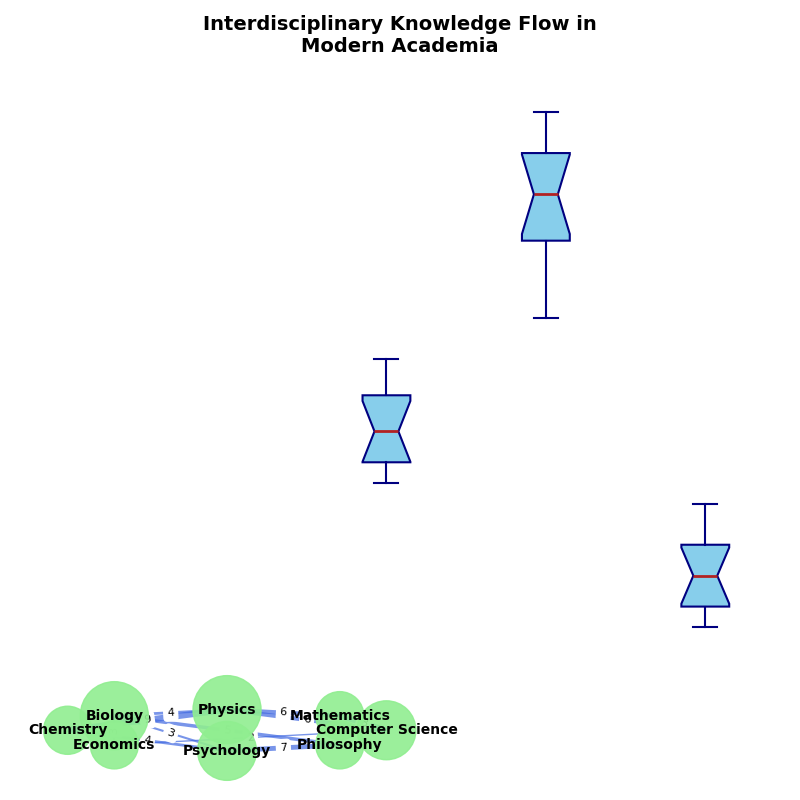 Interdisciplinary Knowledge Flow in
Modern Academia
Physics
4
6
Biology
Mathematics
Chemistry
3
Computer Science
Economics
4
Philosophy
Psychology
7